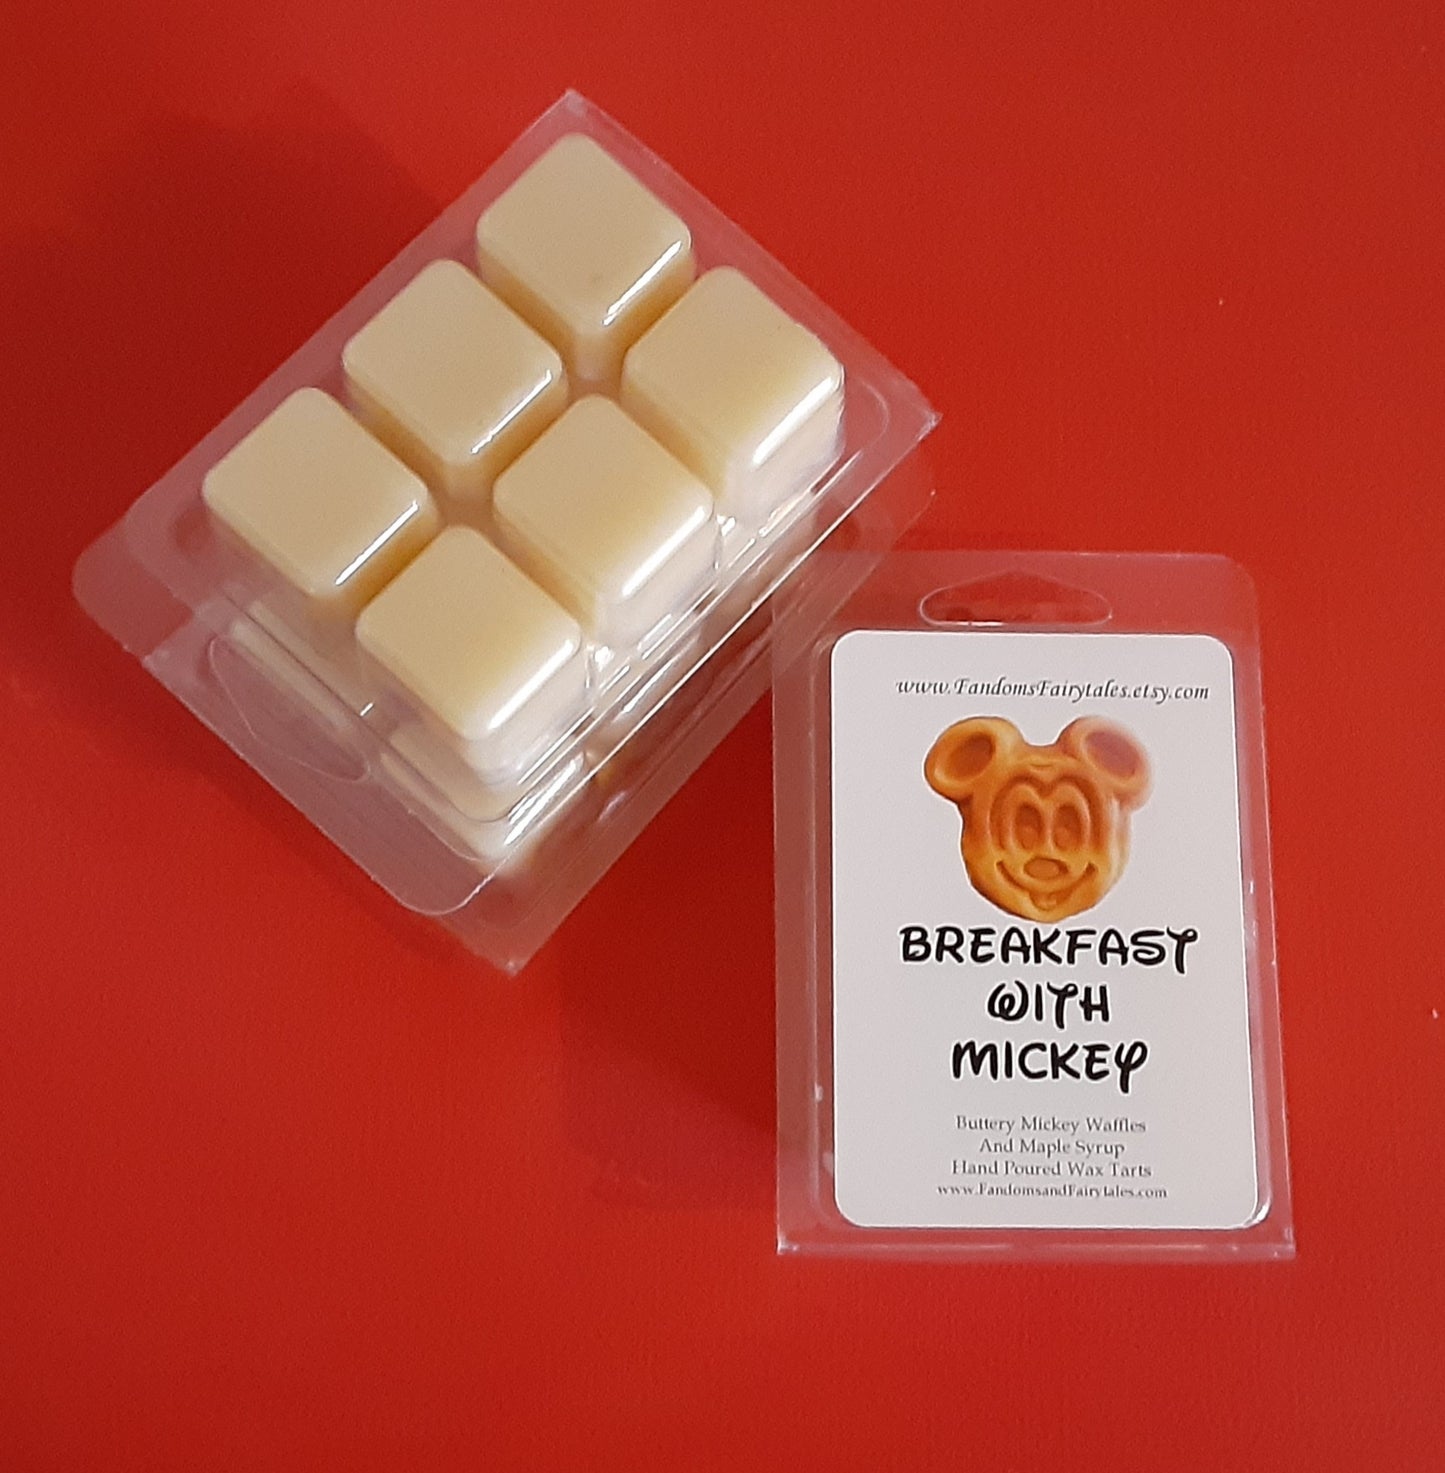 www.FandomsFairytales.etsy.com
BREAKFAST
WITH
MICKEY
Buttery Mickey Waffles
And Maple Syrup
Hand Poured Wax Tarts
www.FandomsandFairytales.com